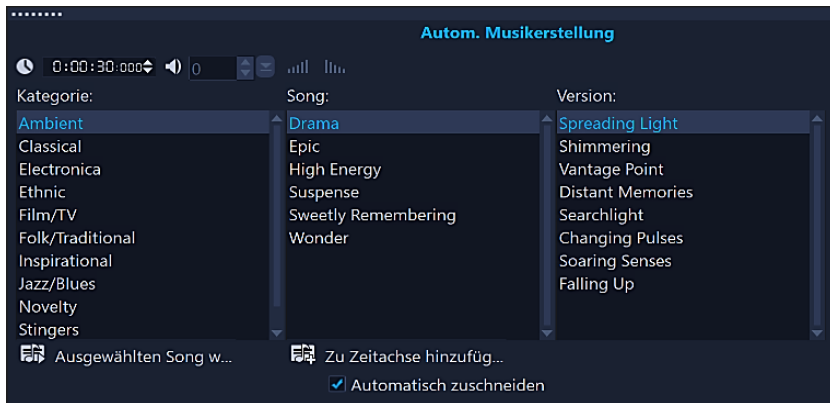 Autom. Musikerstellung
0:00:30:000 0
Kategorie: Song: Version:
Ambient Drama Spreading Light
Classical Epic Shimmering
Electronica High Energy Vantage Point
Ethnic Suspense Distant Memories
Film/TV Sweetly Remembering Searchlight
Folk/Traditional Wonder Changing Pulses
Inspirational Soaring Senses
Jazz/Blues Falling Up
Novelty
Stingers
Ausgewählten Song w... Zu Zeitachse hinzufüg...
Automatisch zuschneiden